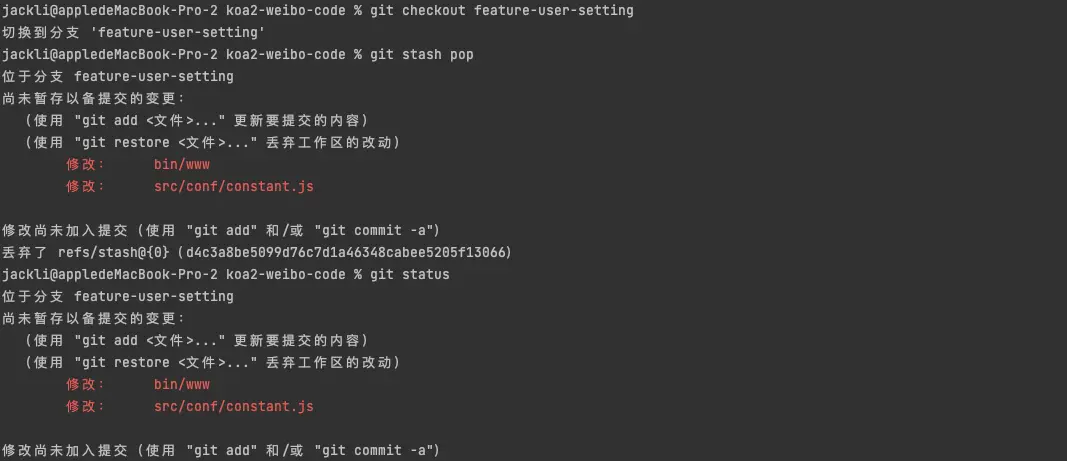 jackli@appledeMacBook-Pro-2 koa2-weibo-code % git checkout feature-user-setting
切换到分支 'feature-user-setting'
jackli@appledeMacBook-Pro-2 koa2-weibo-code % git stash pop
位于分支 feature-user-setting
尚未暂存以备提交的变更：
  （使用 "git add <文件>..." 更新要提交的内容）
  （使用 "git restore <文件>..." 丢弃工作区的改动）
        修改：     bin/www
        修改：     src/conf/constant.js

修改尚未加入提交（使用 "git add" 和/或 "git commit -a"）
丢弃了 refs/stash@{0}（d4c3a8be5099d76c7d1a46348cabee5205f13066）
jackli@appledeMacBook-Pro-2 koa2-weibo-code % git status
位于分支 feature-user-setting
尚未暂存以备提交的变更：
  （使用 "git add <文件>..." 更新要提交的内容）
  （使用 "git restore <文件>..." 丢弃工作区的改动）
        修改：     bin/www
        修改：     src/conf/constant.js

修改尚未加入提交（使用 "git add" 和/或 "git commit -a"）